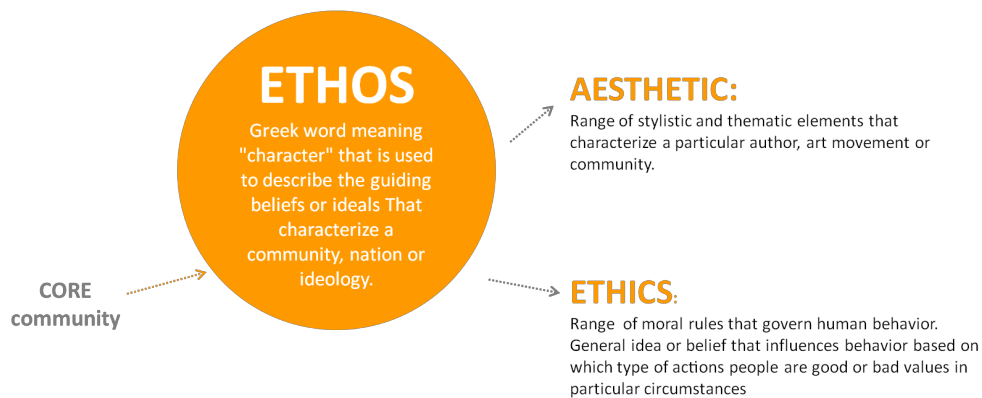 ETHOS
Greek word meaning
"character" that is used
to describe the guiding
beliefs or ideals That
characterize a
community, nation or
ideology.
CORE
community
AESTHETIC:
Range of stylistic and thematic elements that
characterize a particular author, art movement or
community.
ETHICS:
Range of moral rules that govern human behavior.
General idea or belief that influences behavior based on
which type of actions people are good or bad values in
particular circumstances